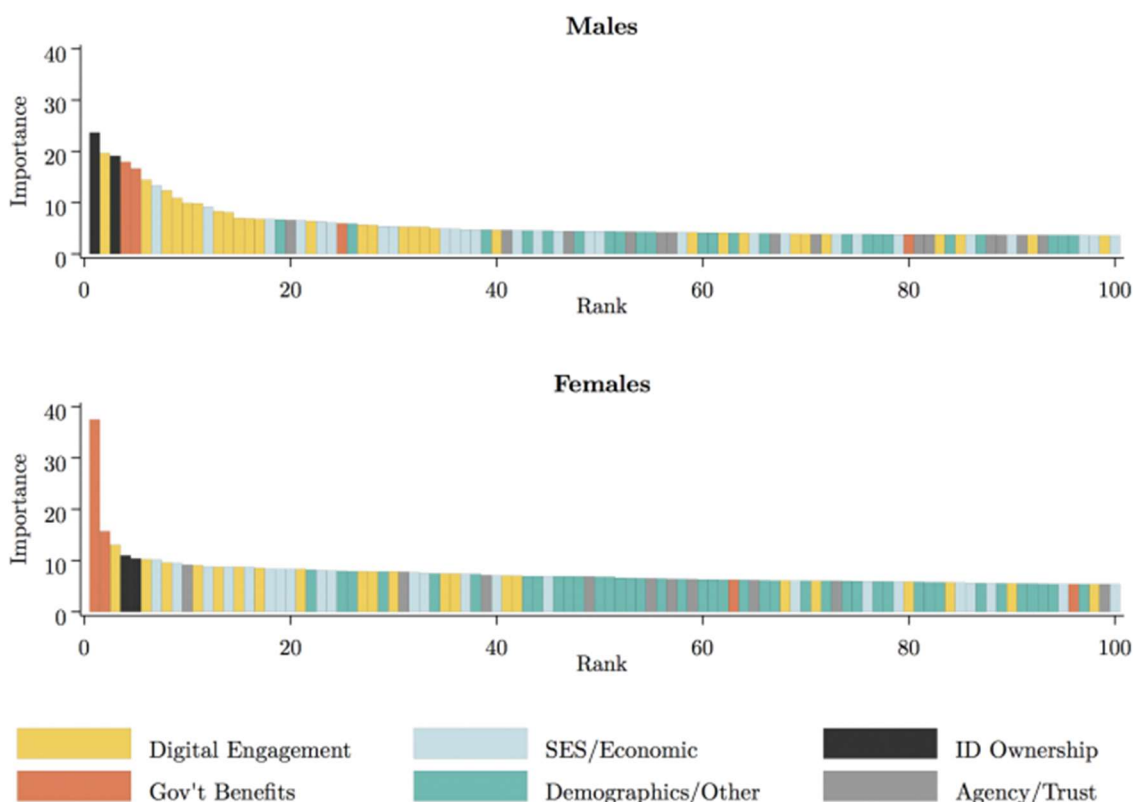 Males
40
30
20
10
0
Importance
0 20 40 60 80 100
Rank
Females
40
30
20
10
0
Importance
0 20 40 60 80 100
Rank
Digital Engagement SES/Economic ID Ownership
Gov't Benefits Demographics/Other Agency/Trust